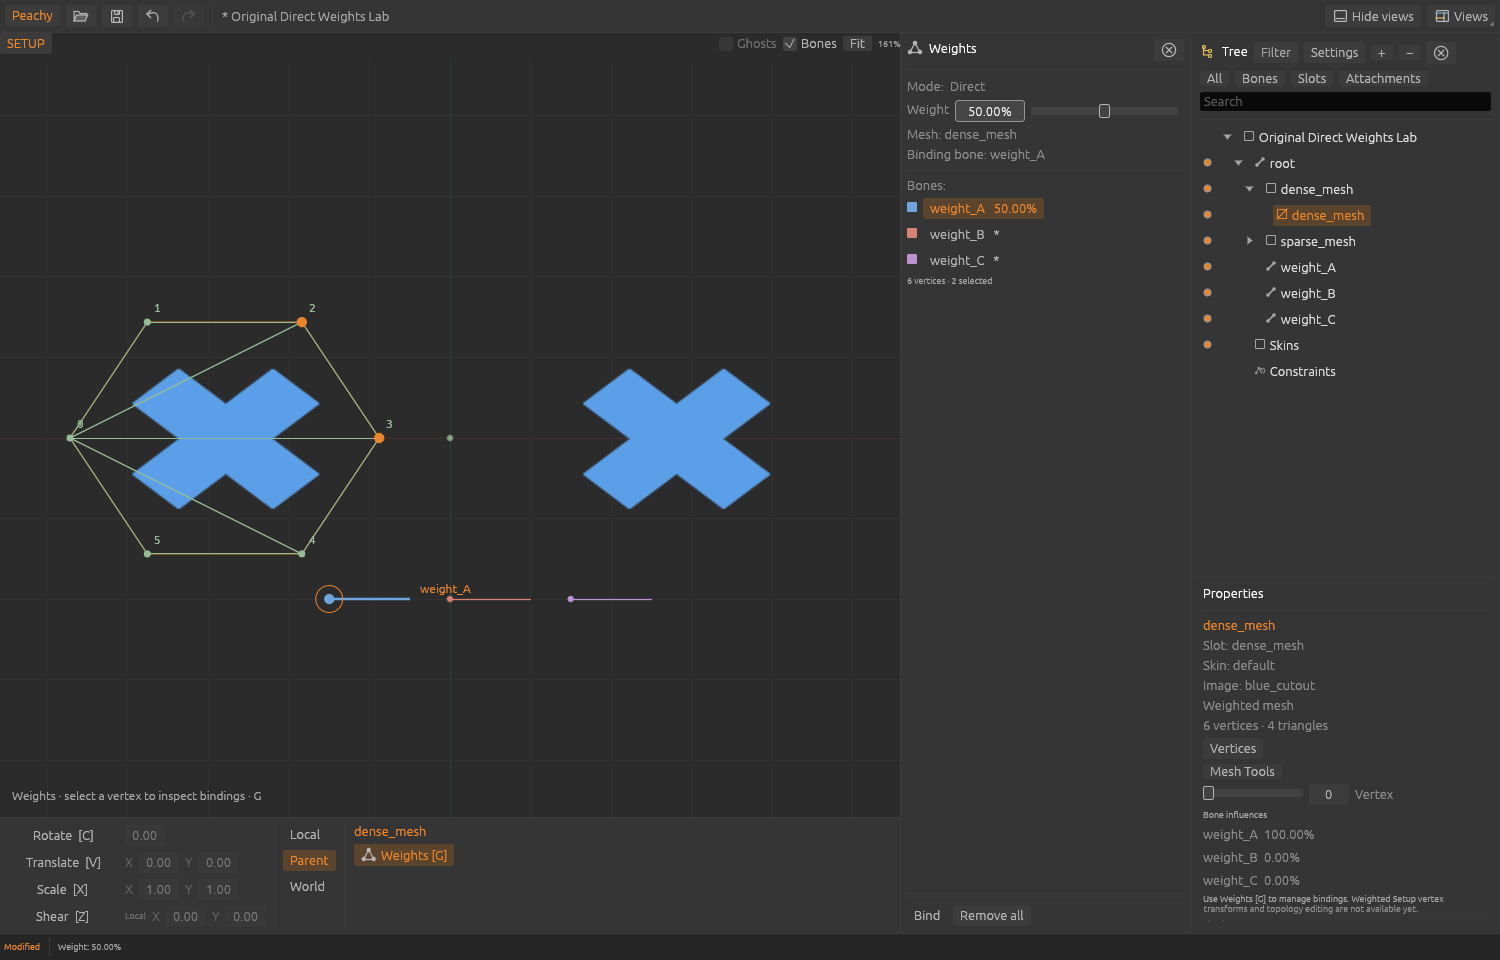 Peachy
* Original Direct Weights Lab
Hide views
Views
SETUP
Ghosts
Bones
Fit
161%
1
2
0
3
5
4
weight_A
Weights · select a vertex to inspect bindings · G
Weights
Mode: Direct
Weight 50.00%
Mesh: dense_mesh
Binding bone: weight_A
Bones:
weight_A 50.00%
weight_B *
weight_C *
6 vertices · 2 selected
Bind
Remove all
Tree
Filter
Settings
+
−
All
Bones
Slots
Attachments
Search
Original Direct Weights Lab
root
dense_mesh
dense_mesh
sparse_mesh
weight_A
weight_B
weight_C
Skins
Constraints
Properties
dense_mesh
Slot: dense_mesh
Skin: default
Image: blue_cutout
Weighted mesh
6 vertices · 4 triangles
Vertices
Mesh Tools
0 Vertex
Bone influences
weight_A 100.00%
weight_B 0.00%
weight_C 0.00%
Use Weights [G] to manage bindings. Weighted Setup vertex
transforms and topology editing are not available yet.
Rotate [C] 0.00
Translate [V] X 0.00 Y 0.00
Scale [X] X 1.00 Y 1.00
Shear [Z] Local X 0.00 Y 0.00
Local
Parent
World
dense_mesh
Weights [G]
Modified
Weight: 50.00%